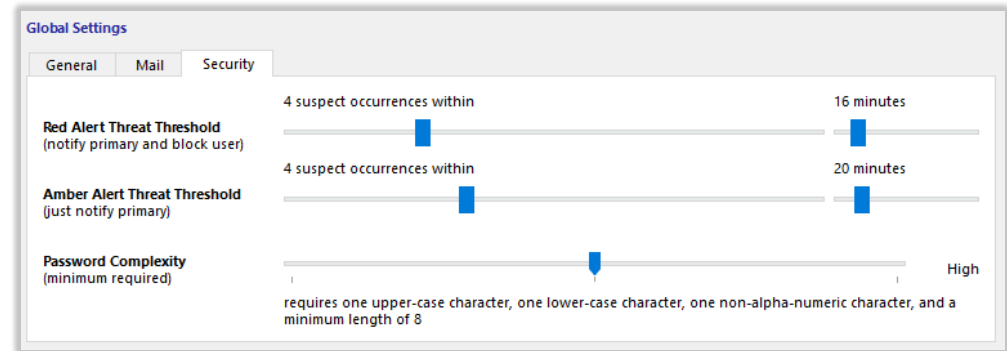 Global Settings
General Mail Security
4 suspect occurrences within 16 minutes
Red Alert Threat Threshold
(notify primary and block user)
4 suspect occurrences within 20 minutes
Amber Alert Threat Threshold
(just notify primary)
Password Complexity
(minimum required)
High
requires one upper-case character, one lower-case character, one non-alpha-numeric character, and a
minimum length of 8